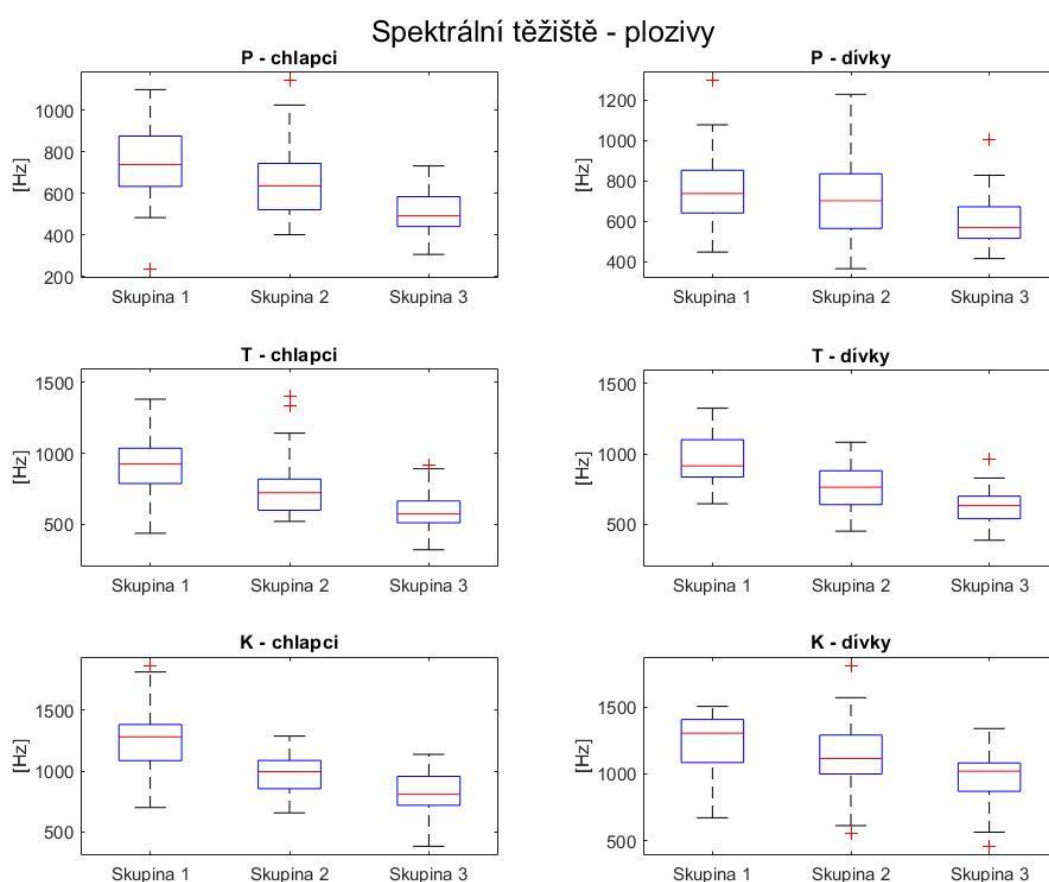 Spektrální těžiště - plozivy
P - chlapci
[Hz]
1000
800
600
400
200
Skupina 1 Skupina 2 Skupina 3
P - dívky
[Hz]
1200
1000
800
600
400
Skupina 1 Skupina 2 Skupina 3
T - chlapci
[Hz]
1500
1000
500
Skupina 1 Skupina 2 Skupina 3
T - dívky
[Hz]
1500
1000
500
Skupina 1 Skupina 2 Skupina 3
K - chlapci
[Hz]
1500
1000
500
Skupina 1 Skupina 2 Skupina 3
K - dívky
[Hz]
1500
1000
500
Skupina 1 Skupina 2 Skupina 3